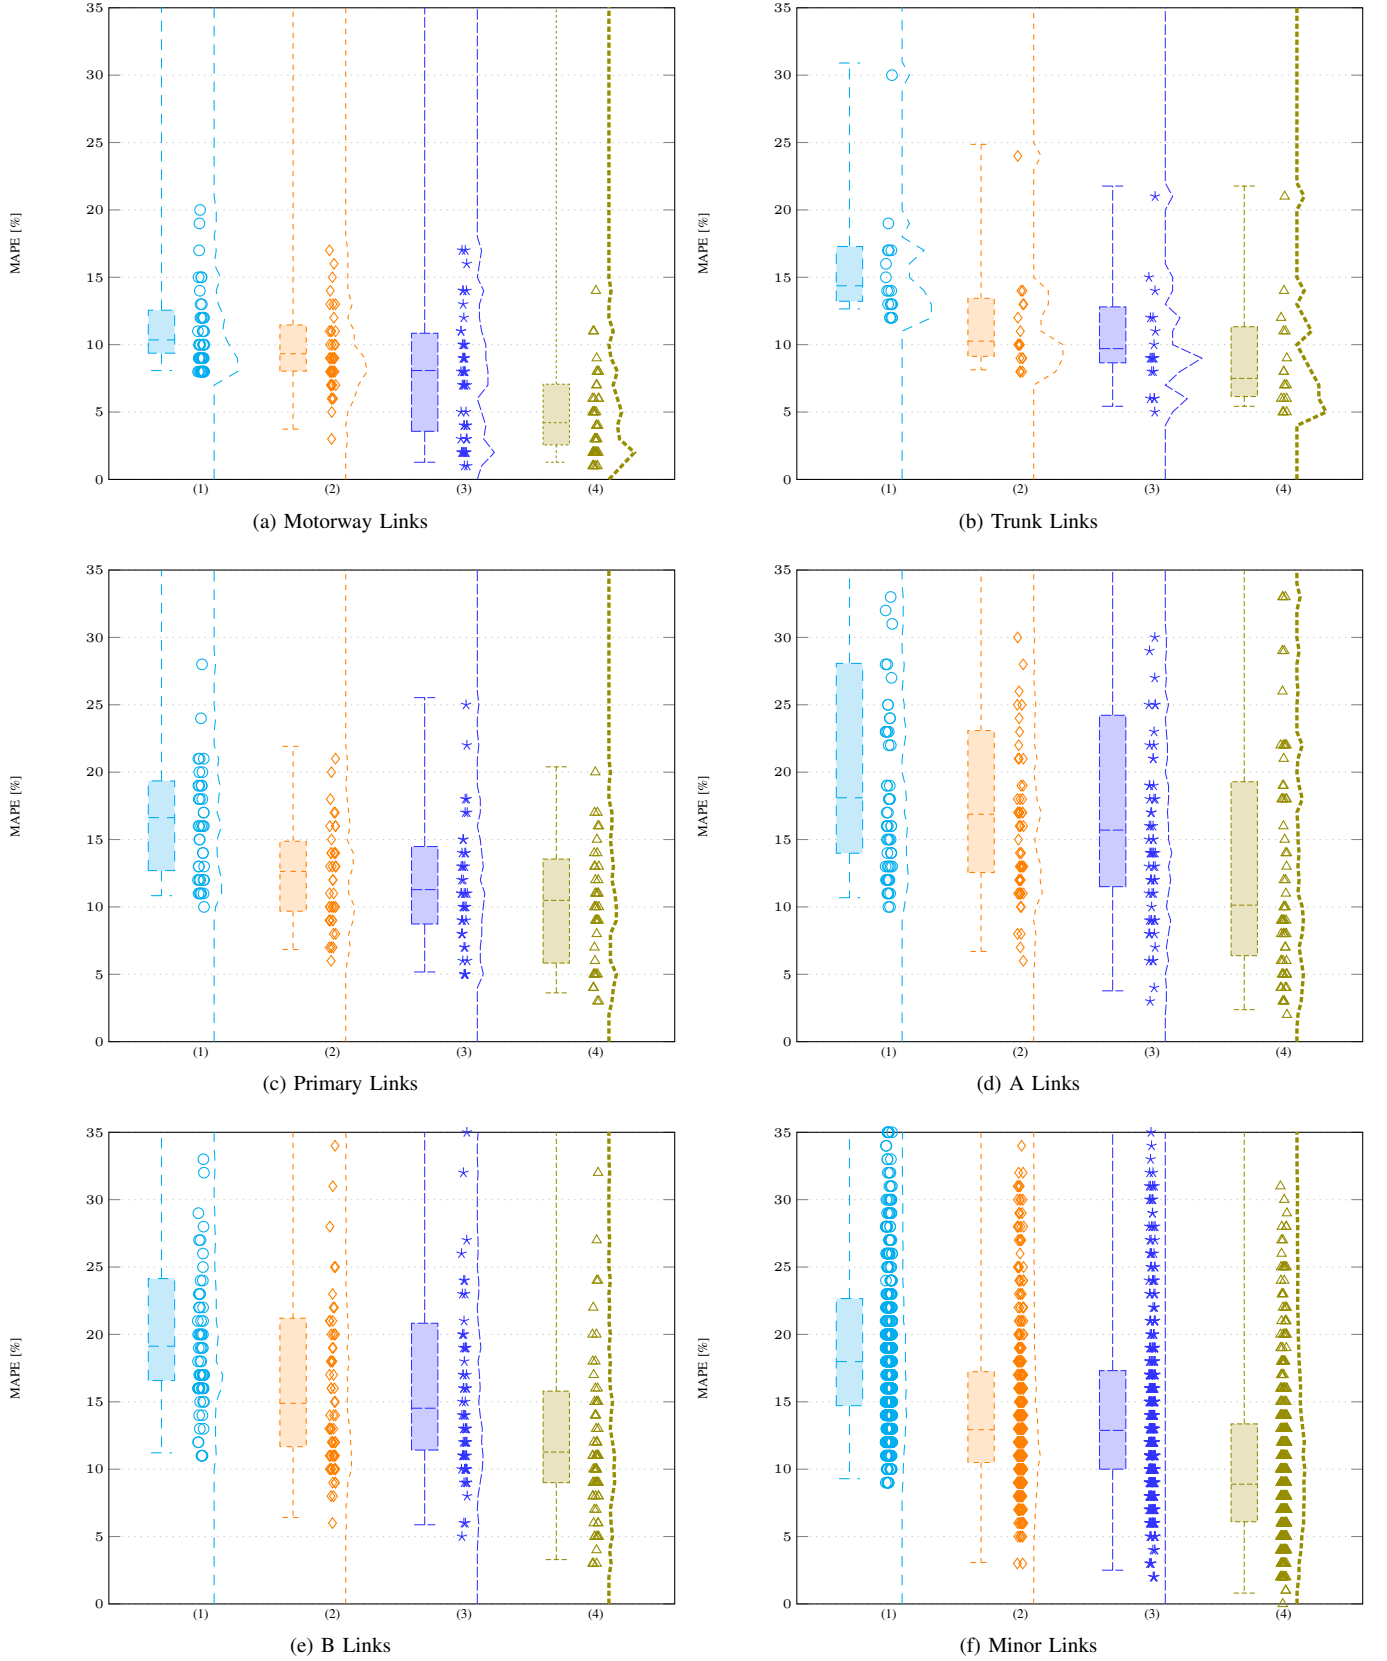 35
30
25
20
15
10
5
0
MAPE [%]
(1) (2) (3) (4)
(a) Motorway Links
35
30
25
20
15
10
5
0
MAPE [%]
(1) (2) (3) (4)
(b) Trunk Links
35
30
25
20
15
10
5
0
MAPE [%]
(1) (2) (3) (4)
(c) Primary Links
35
30
25
20
15
10
5
0
MAPE [%]
(1) (2) (3) (4)
(d) A Links
35
30
25
20
15
10
5
0
MAPE [%]
(1) (2) (3) (4)
(e) B Links
35
30
25
20
15
10
5
0
MAPE [%]
(1) (2) (3) (4)
(f) Minor Links